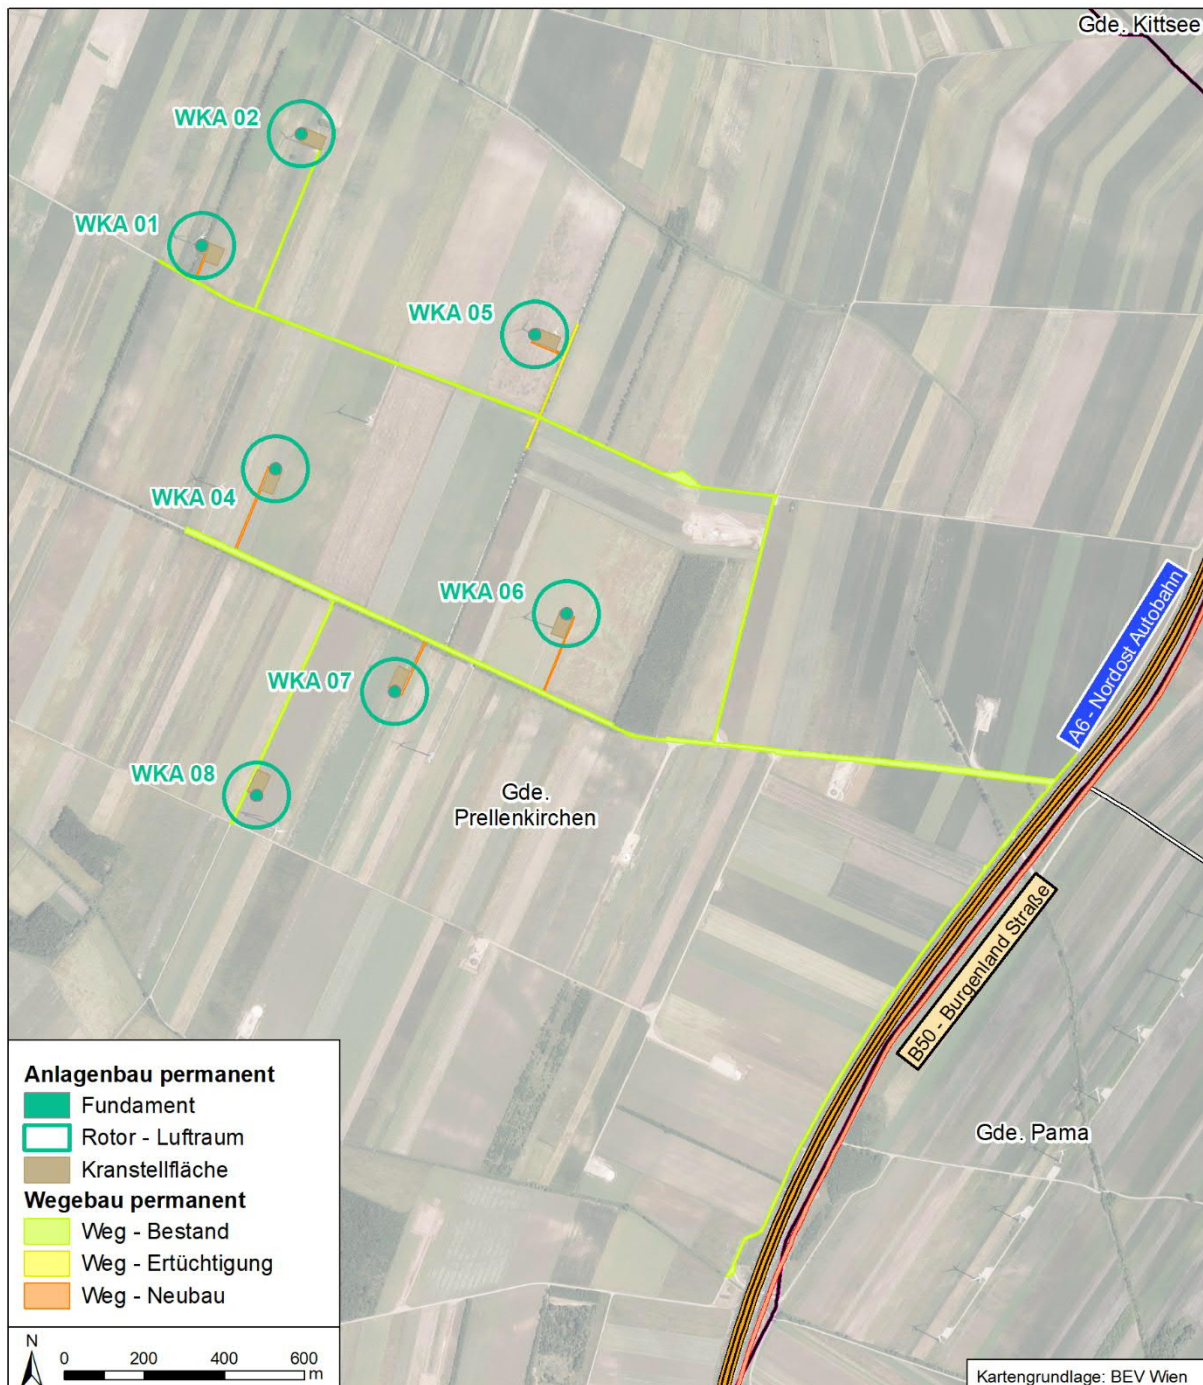 Gde. Kittsee
WKA 02
WKA 01
WKA 05
WKA 04
WKA 06
WKA 07
WKA 08
Gde.
Prellenkirchen
A6 - Nordost Autobahn
B50 - Burgenland Straße
Gde. Pama
Anlagenbau permanent
Fundament
Rotor - Luftraum
Kranstellfläche
Wegebau permanent
Weg - Bestand
Weg - Ertüchtigung
Weg - Neubau
N
0 200 400 600
m
Kartengrundlage: BEV Wien